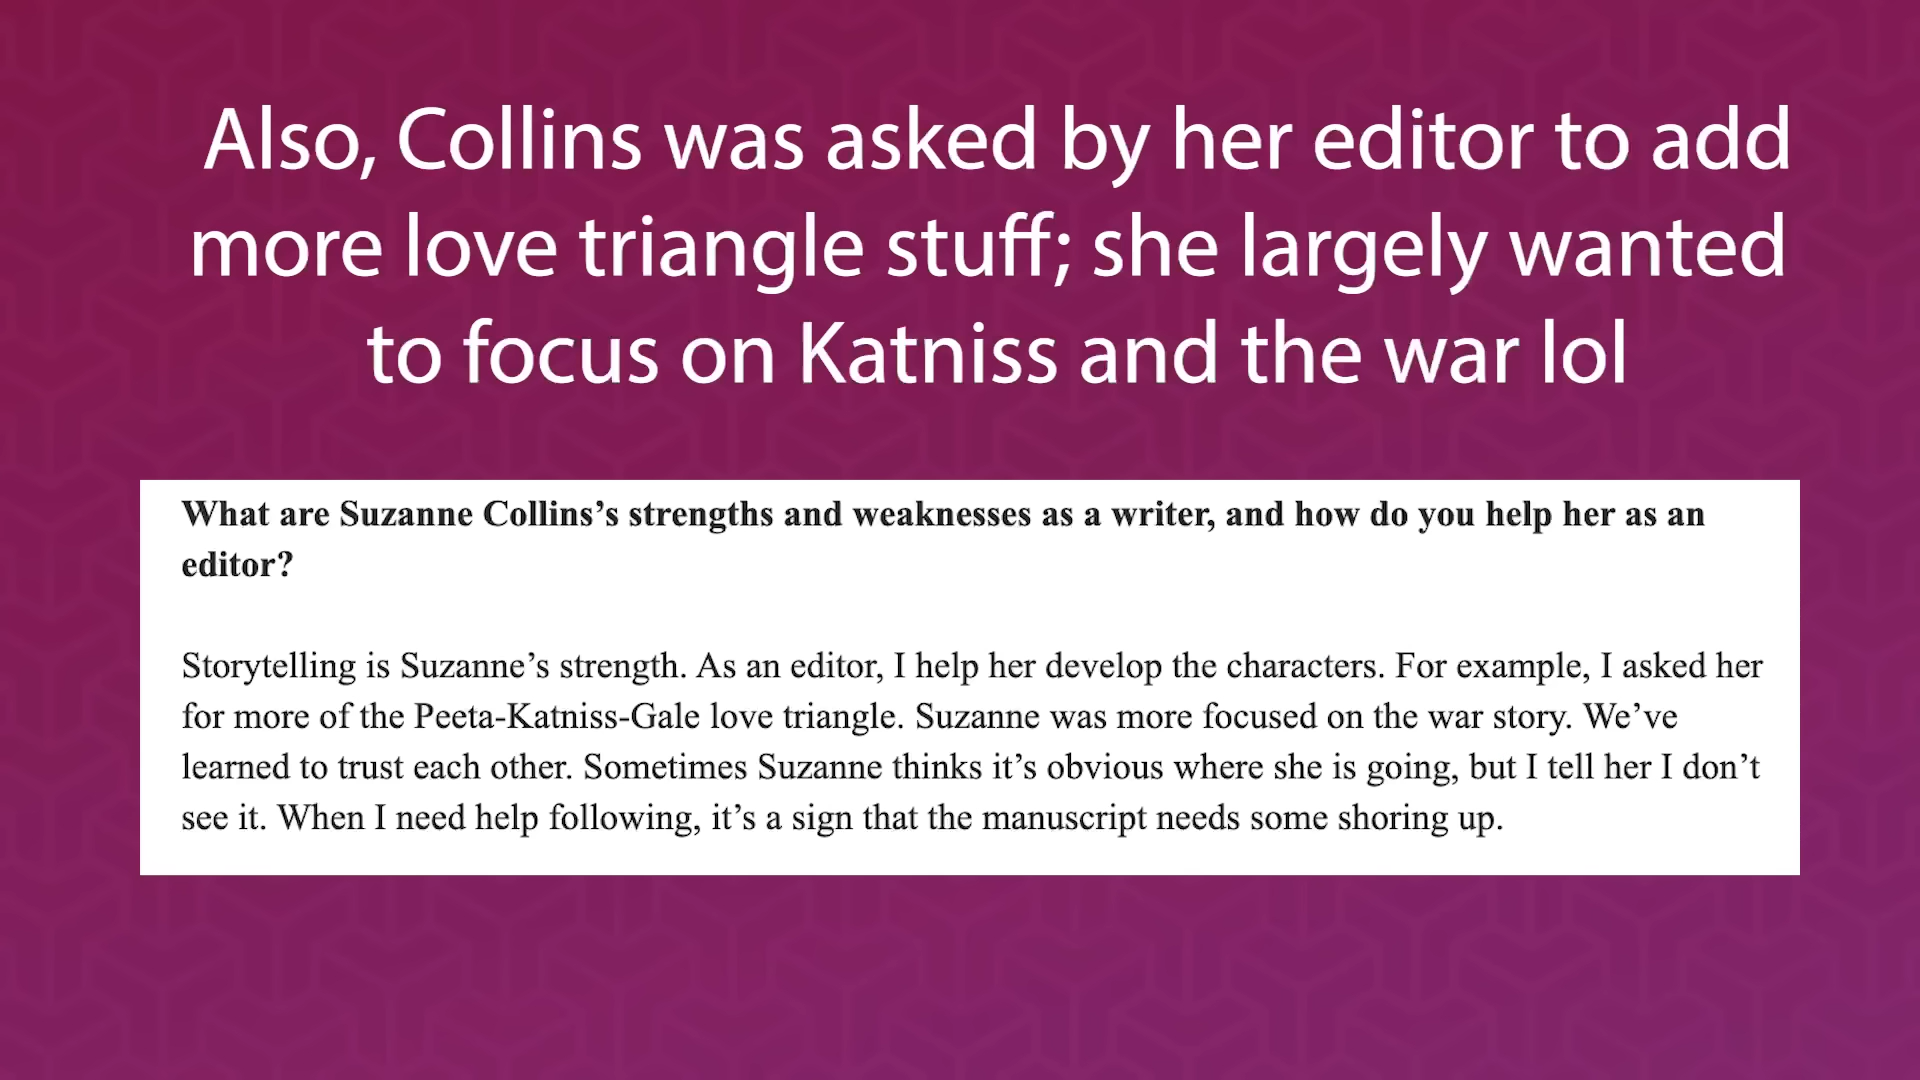 Also, Collins was asked by her editor to add
more love triangle stuff; she largely wanted
to focus on Katniss and the war lol
What are Suzanne Collins’s strengths and weaknesses as a writer, and how do you help her as an
editor?
Storytelling is Suzanne’s strength. As an editor, I help her develop the characters. For example, I asked her
for more of the Peeta-Katniss-Gale love triangle. Suzanne was more focused on the war story. We’ve
learned to trust each other. Sometimes Suzanne thinks it’s obvious where she is going, but I tell her I don’t
see it. When I need help following, it’s a sign that the manuscript needs some shoring up.